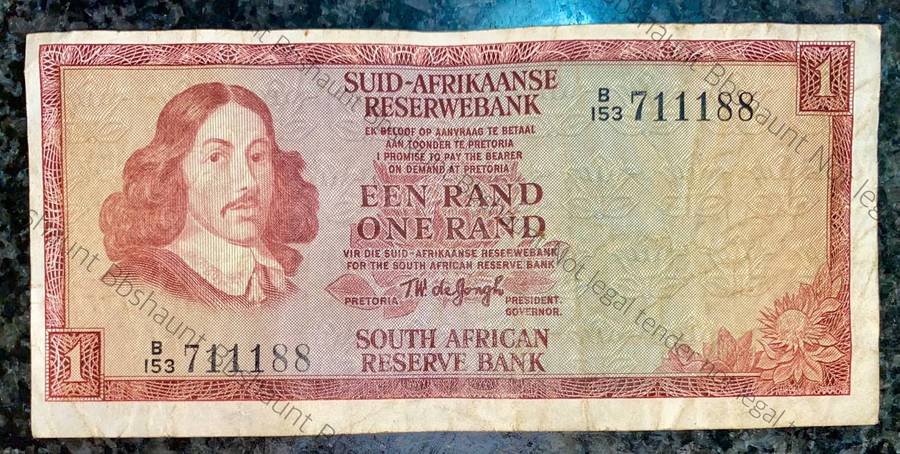 SUID-AFRIKAANSE
RESERWEBANK
B
153 711188
1
EK BELOOF OP AANVRAAG TE BETAAL
AAN TOONDER TE PRETORIA
I PROMISE TO PAY THE BEARER
ON DEMAND AT PRETORIA
EEN RAND
ONE RAND
VIR DIE SUID-AFRIKAANSE RESERWEBANK
FOR THE SOUTH AFRICAN RESERVE BANK
T.W. de Jongh
PRETORIA
PRESIDENT.
GOVERNOR.
SOUTH AFRICAN
RESERVE BANK
1
B
153 711188
Bbshaunt Not legal tender